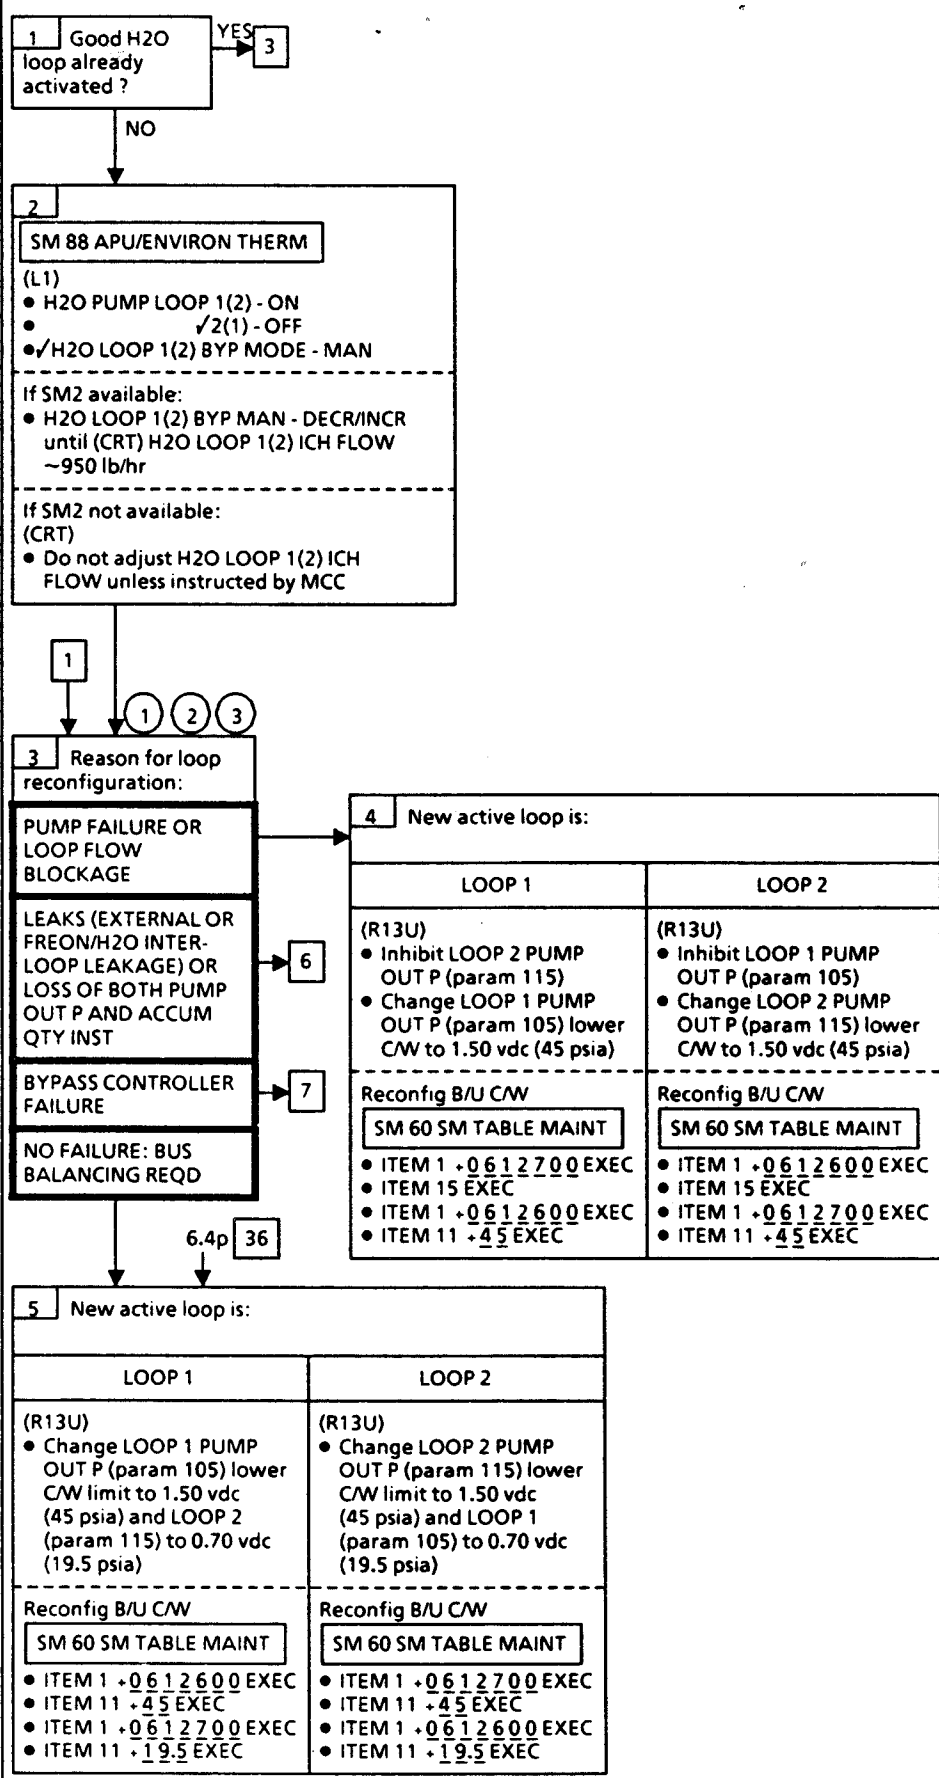 1 Good H2O
loop already
activated ?
YES
3
NO
2
SM 88 APU/ENVIRON THERM
(L1)
• H2O PUMP LOOP 1(2) - ON
• ✓2(1) - OFF
•✓H2O LOOP 1(2) BYP MODE - MAN
If SM2 available:
• H2O LOOP 1(2) BYP MAN - DECR/INCR
until (CRT) H2O LOOP 1(2) ICH FLOW
~950 lb/hr
If SM2 not available:
(CRT)
• Do not adjust H2O LOOP 1(2) ICH
FLOW unless instructed by MCC
1
1 2 3
3 Reason for loop
reconfiguration:
PUMP FAILURE OR
LOOP FLOW
BLOCKAGE
LEAKS (EXTERNAL OR
FREON/H2O INTER-
LOOP LEAKAGE) OR
LOSS OF BOTH PUMP
OUT P AND ACCUM
QTY INST
6
BYPASS CONTROLLER
FAILURE
7
NO FAILURE: BUS
BALANCING REQD
4 New active loop is:
LOOP 1
(R13U)
• Inhibit LOOP 2 PUMP
OUT P (param 115)
• Change LOOP 1 PUMP
OUT P (param 105) lower
C/W to 1.50 vdc (45 psia)
Reconfig B/U C/W
SM 60 SM TABLE MAINT
• ITEM 1 +0612700 EXEC
• ITEM 15 EXEC
• ITEM 1 +0612600 EXEC
• ITEM 11 +45 EXEC
LOOP 2
(R13U)
• Inhibit LOOP 1 PUMP
OUT P (param 105)
• Change LOOP 2 PUMP
OUT P (param 115) lower
C/W to 1.50 vdc (45 psia)
Reconfig B/U C/W
SM 60 SM TABLE MAINT
• ITEM 1 +0612600 EXEC
• ITEM 15 EXEC
• ITEM 1 +0612700 EXEC
• ITEM 11 +45 EXEC
6.4p 36
5 New active loop is:
LOOP 1
(R13U)
• Change LOOP 1 PUMP
OUT P (param 105) lower
C/W limit to 1.50 vdc
(45 psia) and LOOP 2
(param 115) to 0.70 vdc
(19.5 psia)
Reconfig B/U C/W
SM 60 SM TABLE MAINT
• ITEM 1 +0612600 EXEC
• ITEM 11 +45 EXEC
• ITEM 1 +0612700 EXEC
• ITEM 11 +19.5 EXEC
LOOP 2
(R13U)
• Change LOOP 2 PUMP
OUT P (param 115) lower
C/W limit to 1.50 vdc
(45 psia) and LOOP 1
(param 105) to 0.70 vdc
(19.5 psia)
Reconfig B/U C/W
SM 60 SM TABLE MAINT
• ITEM 1 +0612700 EXEC
• ITEM 11 +45 EXEC
• ITEM 1 +0612600 EXEC
• ITEM 11 +19.5 EXEC